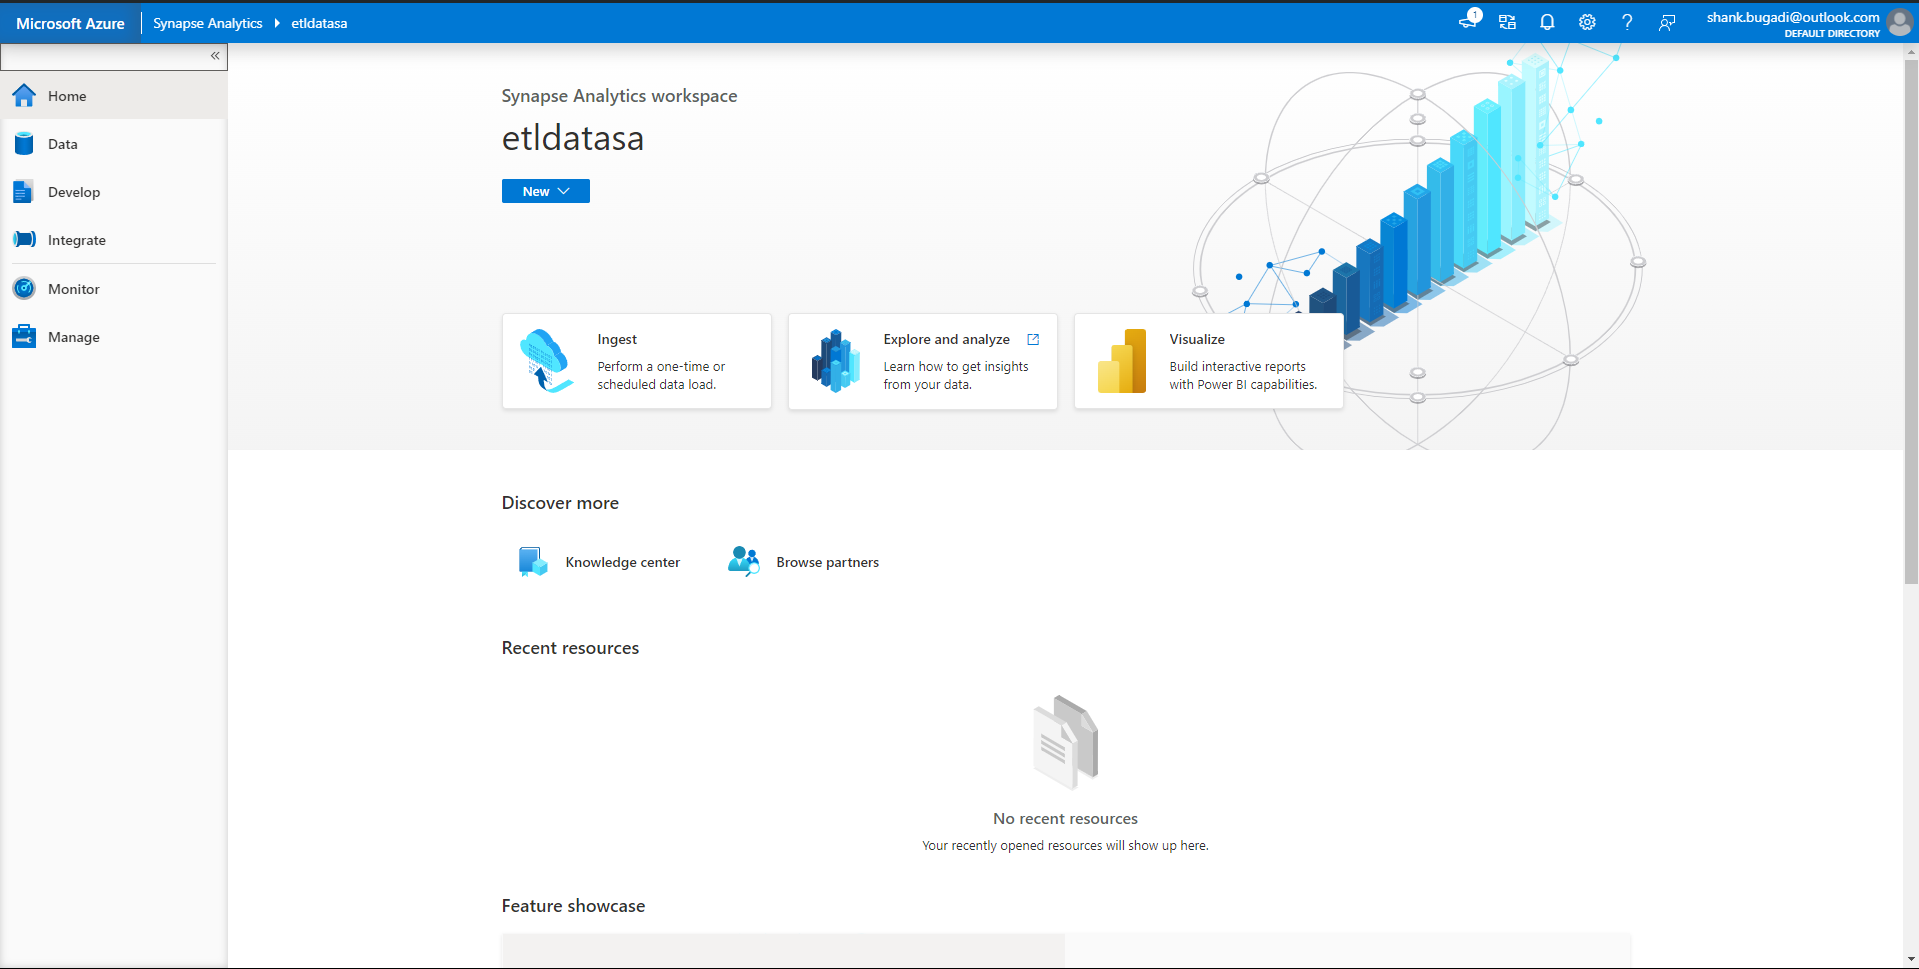 Microsoft Azure
Synapse Analytics
etldatasa
1
shank.bugadi@outlook.com
DEFAULT DIRECTORY
Home
Data
Develop
Integrate
Monitor
Manage
Synapse Analytics workspace
etldatasa
New
Ingest
Perform a one-time or
scheduled data load.
Explore and analyze
Learn how to get insights
from your data.
Visualize
Build interactive reports
with Power BI capabilities.
Discover more
Knowledge center
Browse partners
Recent resources
No recent resources
Your recently opened resources will show up here.
Feature showcase